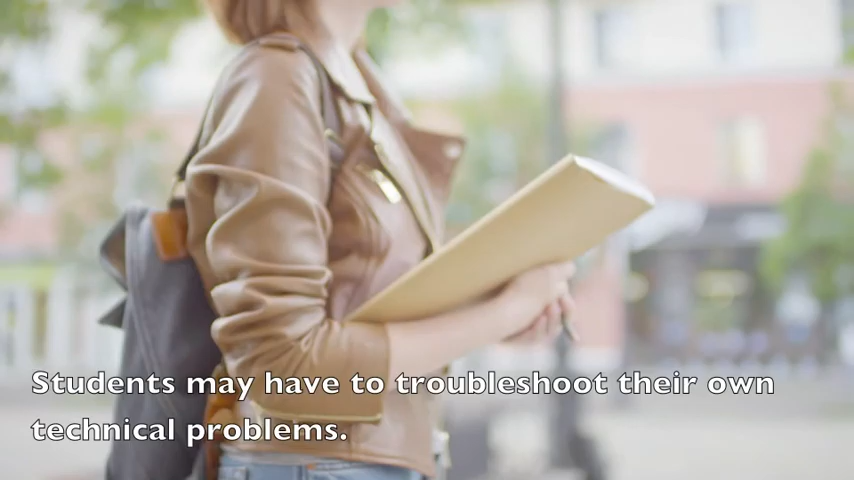 Students may have to troubleshoot their own
technical problems.